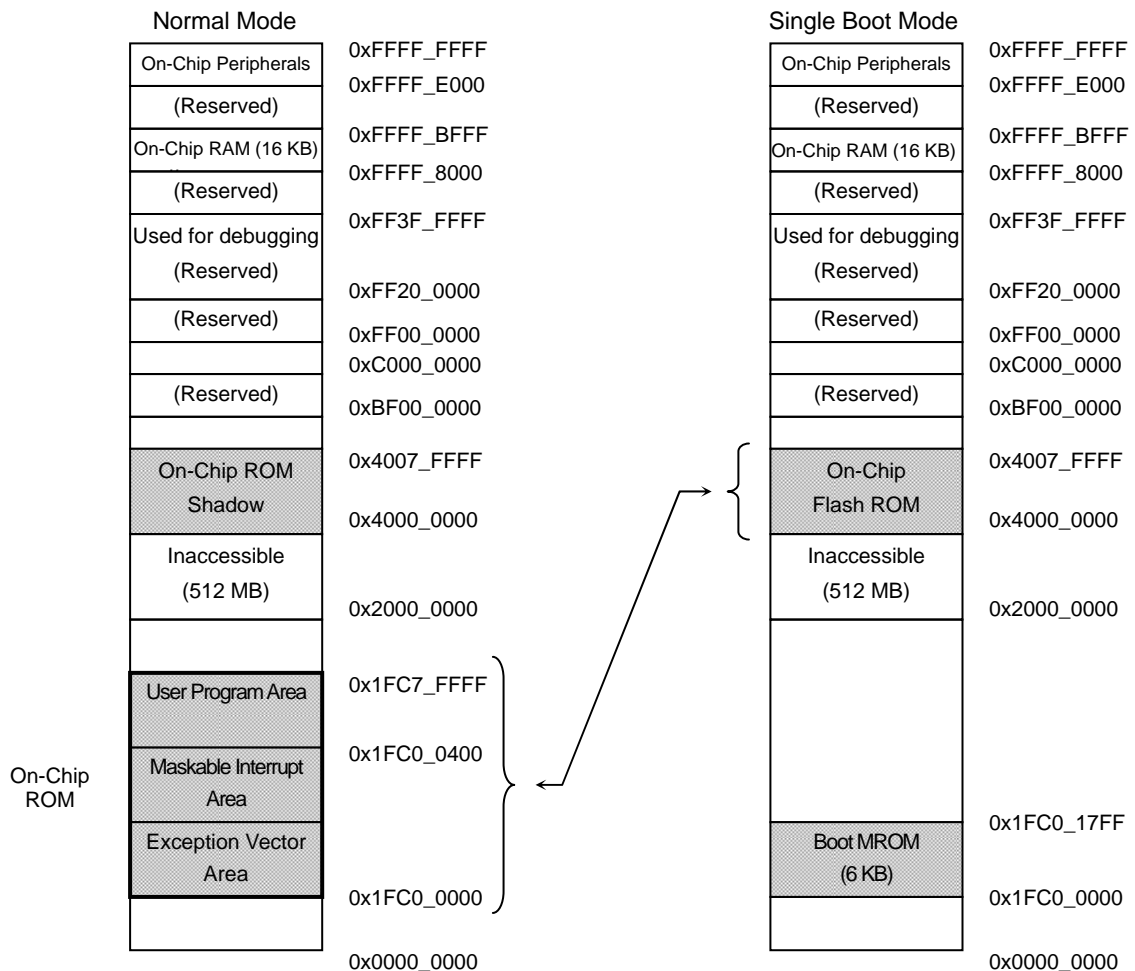 Normal Mode
On-Chip Peripherals
(Reserved)
On-Chip RAM (16 KB)
(Reserved)
Used for debugging
(Reserved)
(Reserved)
(Reserved)
On-Chip ROM
Shadow
Inaccessible
(512 MB)
User Program Area
Maskable Interrupt
Area
Exception Vector
Area
On-Chip
ROM
0xFFFF_FFFF
0xFFFF_E000
0xFFFF_BFFF
0xFFFF_8000
0xFF3F_FFFF
0xFF20_0000
0xFF00_0000
0xC000_0000
0xBF00_0000
0x4007_FFFF
0x4000_0000
0x2000_0000
0x1FC7_FFFF
0x1FC0_0400
0x1FC0_0000
0x0000_0000
Single Boot Mode
On-Chip Peripherals
(Reserved)
On-Chip RAM (16 KB)
(Reserved)
Used for debugging
(Reserved)
(Reserved)
(Reserved)
On-Chip
Flash ROM
Inaccessible
(512 MB)
Boot MROM
(6 KB)
0xFFFF_FFFF
0xFFFF_E000
0xFFFF_BFFF
0xFFFF_8000
0xFF3F_FFFF
0xFF20_0000
0xFF00_0000
0xC000_0000
0xBF00_0000
0x4007_FFFF
0x4000_0000
0x2000_0000
0x1FC0_17FF
0x1FC0_0000
0x0000_0000